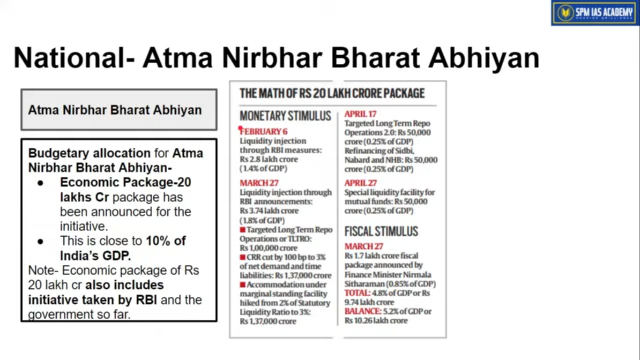 SPM IAS ACADEMY
National- Atma Nirbhar Bharat Abhiyan
Atma Nirbhar Bharat Abhiyan
Budgetary allocation for Atma
Nirbhar Bharat Abhiyan-
● Economic Package-20
lakhs Cr package has
been announced for the
initiative.
● This is close to 10% of
India's GDP.
Note- Economic package of Rs
20 lakh cr also includes
initiative taken by RBI and the
government so far.
THE MATH OF RS 20 LAKH CRORE PACKAGE
MONETARY STIMULUS
FEBRUARY 6
Liquidity injection
through RBI measures:
Rs 2.8 lakh crore
(1.4% of GDP)
MARCH 27
Liquidity injection through
RBI announcements:
Rs 3.74 lakh crore
(1.8% of GDP)
■ Targeted Long Term Repo
Operations or TLTRO:
Rs 1,00,000 crore
■ CRR cut by 100 bp to 3%
of net demand and time
liabilities: Rs 1,37,000 crore
■ Accommodation under
marginal standing facility
hiked from 2% of Statutory
Liquidity Ratio to 3%:
Rs 1,37,000 crore
APRIL 17
Targeted Long Term Repo
Operations 2.0: Rs 50,000
crore (0.25% of GDP)
Refinancing of Sidbi,
Nabard and NHB: Rs 50,000
crore (0.25% of GDP)
APRIL 27
Special liquidity facility for
mutual funds: Rs 50,000
crore (0.25% of GDP)
FISCAL STIMULUS
MARCH 27
Rs 1.7 lakh crore fiscal
package announced by
Finance Minister Nirmala
Sitharaman (0.85% of GDP)
TOTAL: 4.8% of GDP or Rs
9.74 lakh crore
BALANCE: 5.2% of GDP or
Rs 10.26 lakh crore